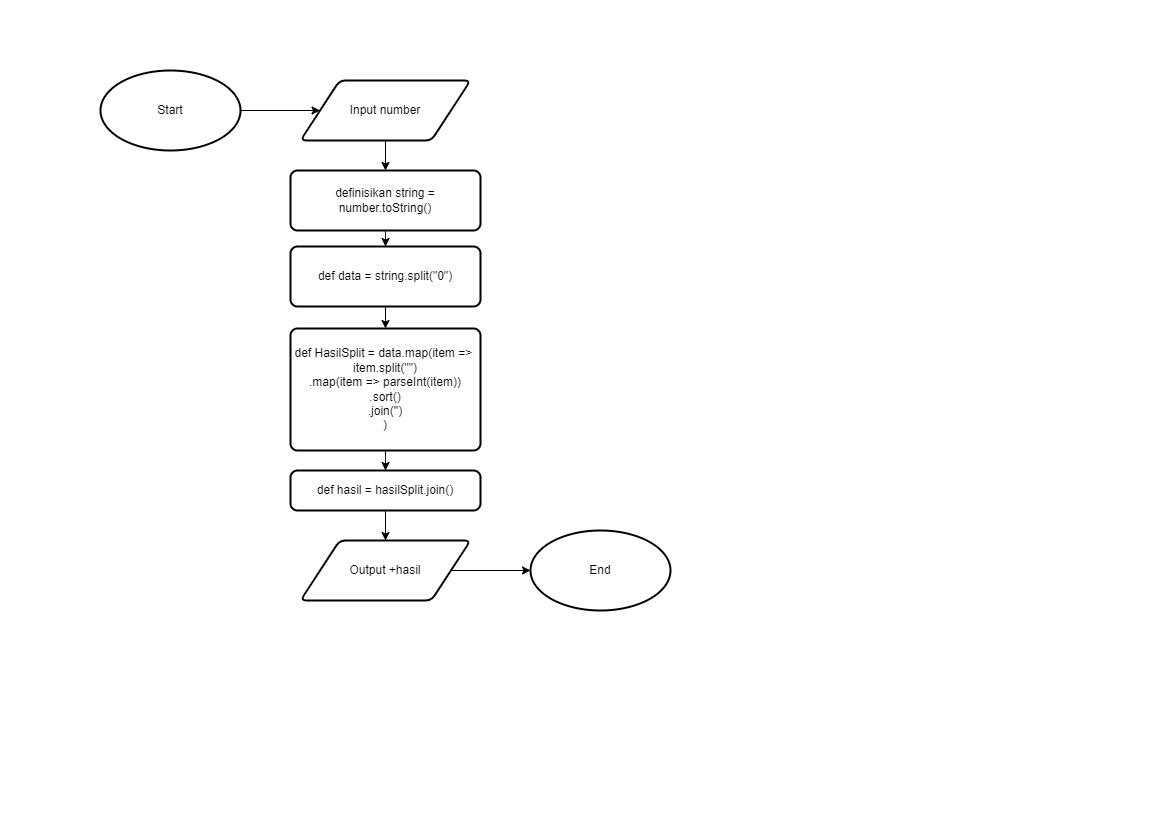 Start
Input number
definisikan string =
number.toString()
def data = string.split("0")
def HasilSplit = data.map(item =>
item.split("")
.map(item => parseInt(item))
.sort()
.join('')
)
def hasil = hasilSplit.join()
Output +hasil
End